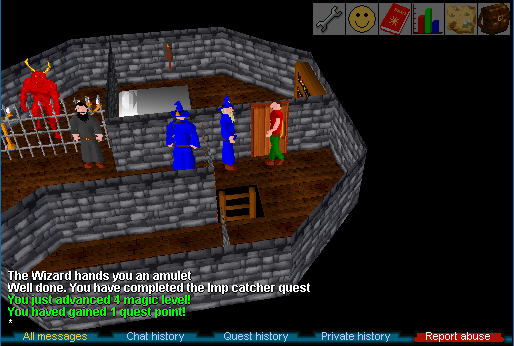 The Wizard hands you an amulet
Well done. You have completed the Imp catcher quest
You just advanced 4 magic level!
You haved gained 1 quest point!
*
All messages Chat history Quest history Private history Report abuse